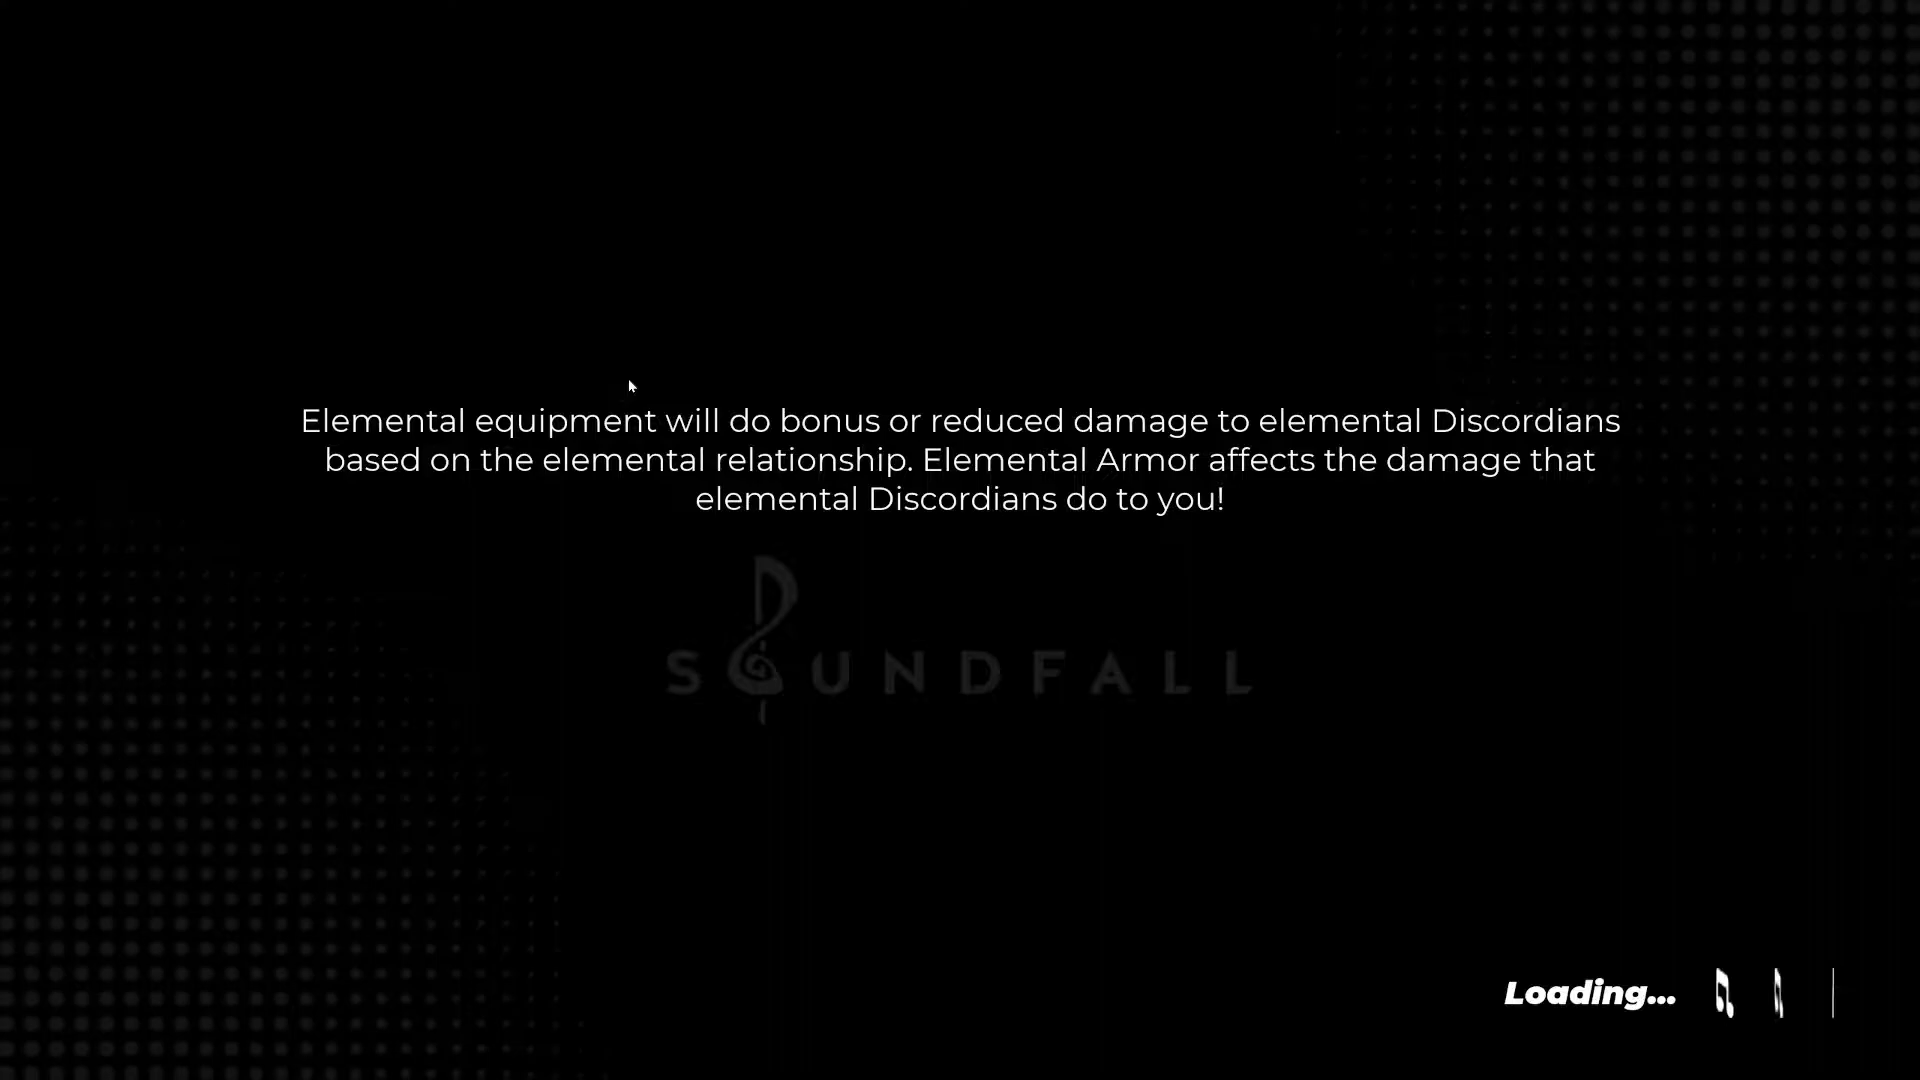 Elemental equipment will do bonus or reduced damage to elemental Discordians
based on the elemental relationship. Elemental Armor affects the damage that
elemental Discordians do to you!
SOUNDFALL
Loading...